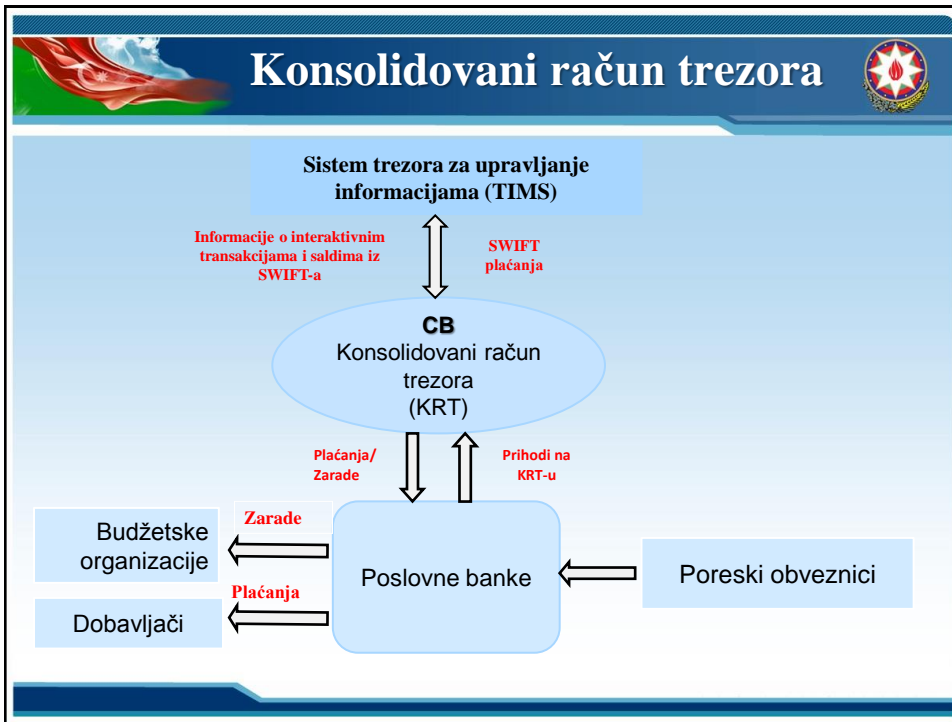 Konsolidovani račun trezora
Sistem trezora za upravljanje
informacijama (TIMS)
Informacije o interaktivnim
transakcijama i saldima iz
SWIFT-a
SWIFT
plaćanja
CB
Konsolidovani račun
trezora
(KRT)
Plaćanja/
Zarade
Prihodi na
KRT-u
Budžetske
organizacije
Zarade
Poslovne banke
Poreski obveznici
Plaćanja
Dobavljači